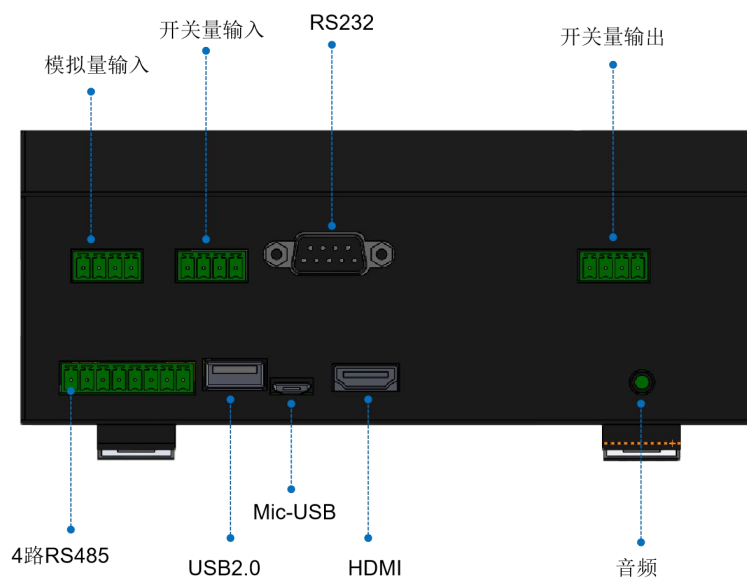 开关量输入
RS232
开关量输出
模拟量输入
Mic-USB
4路RS485
USB2.0
HDMI
音频